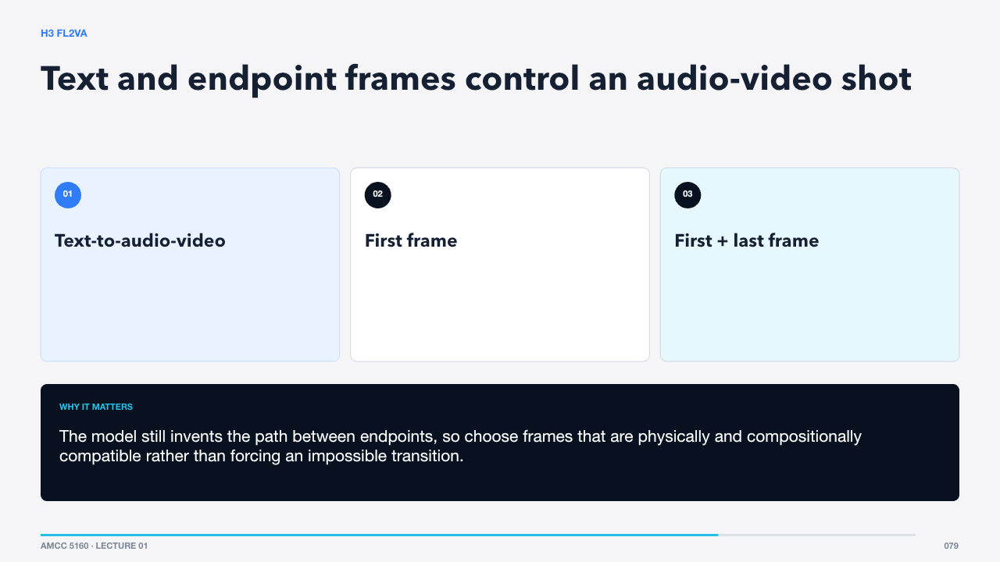 H3 FL2VA
Text and endpoint frames control an audio-video shot
01
Text-to-audio-video
02
First frame
03
First + last frame
WHY IT MATTERS
The model still invents the path between endpoints, so choose frames that are physically and compositionally
compatible rather than forcing an impossible transition.
AMCC 5160 · LECTURE 01
079